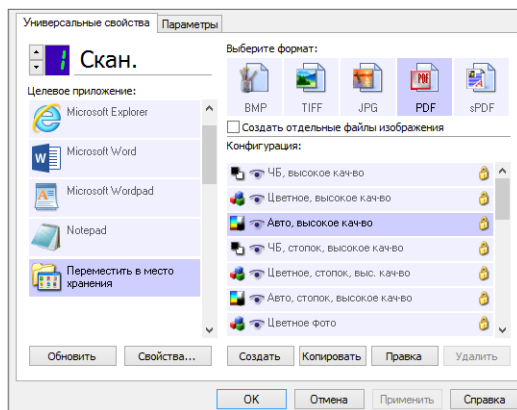 Универсальные свойства
Параметры
1
Скан.
Целевое приложение:
Microsoft Explorer
Microsoft Word
Microsoft Wordpad
Notepad
Переместить в место
хранения
Обновить
Свойства...
Выберите формат:
BMP
TIFF
JPG
PDF
sPDF
Создать отдельные файлы изображения
Конфигурация:
ЧБ, высокое кач-во
Цветное, высокое кач-во
Авто, высокое кач-во
ЧБ, стопок, высокое кач-во
Цветное, стопок, выс. кач-во
Авто, стопок, высокое кач-во
Цветное фото
Создать
Копировать
Правка
Удалить
OK
Отмена
Применить
Справка